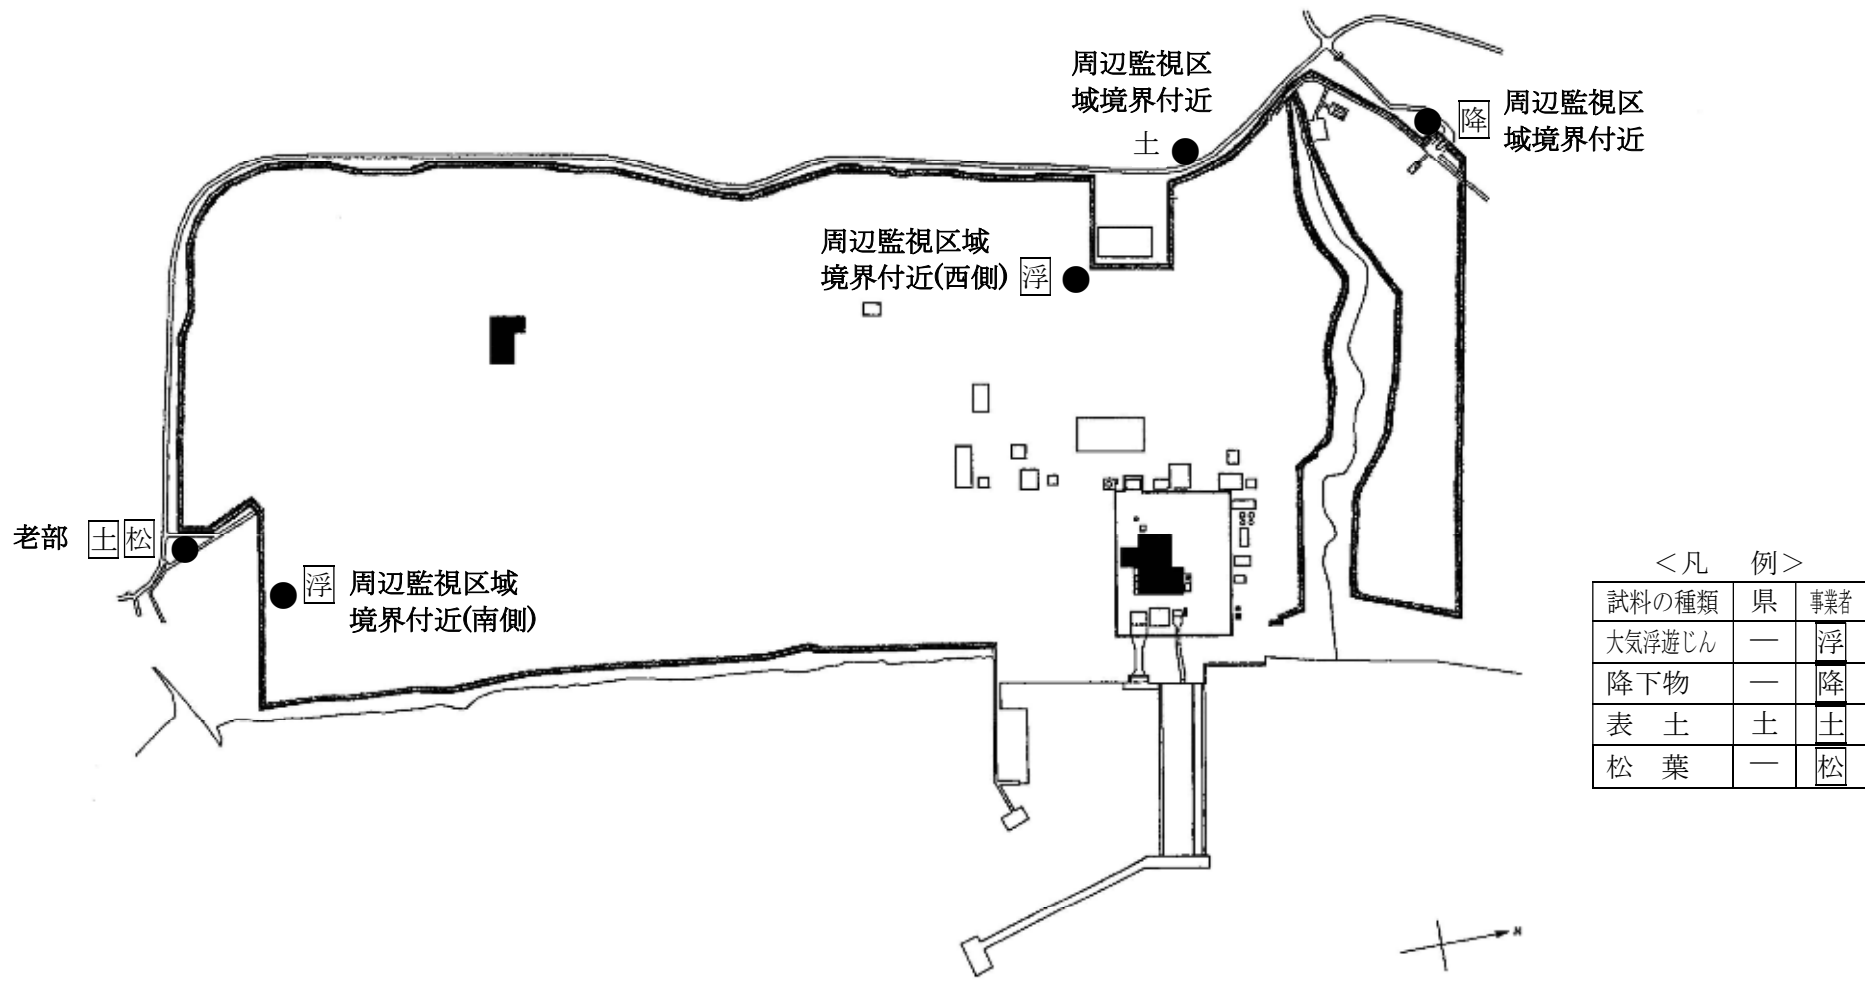 周辺監視区
域境界付近
土
降
周辺監視区
域境界付近
周辺監視区域
境界付近(西側)
浮
老部 土 松
浮
周辺監視区域
境界付近(南側)
＜凡 例＞
試料の種類 県 事業者
大気浮遊じん ― 浮
降下物 ― 降
表 土 土 土
松 葉 ― 松
N